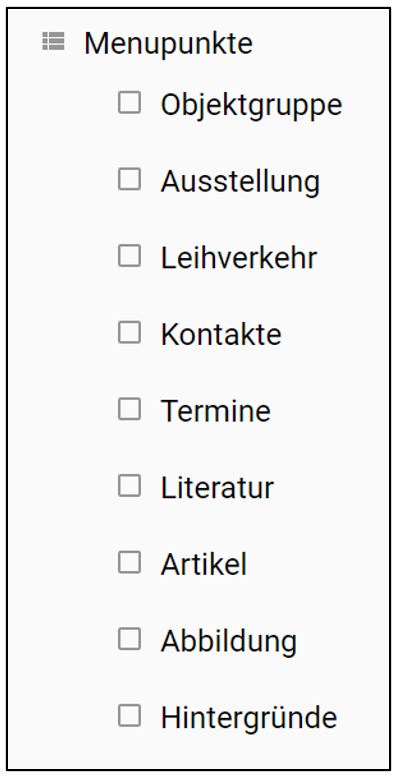 Menupunkte
Objektgruppe
Ausstellung
Leihverkehr
Kontakte
Termine
Literatur
Artikel
Abbildung
Hintergründe